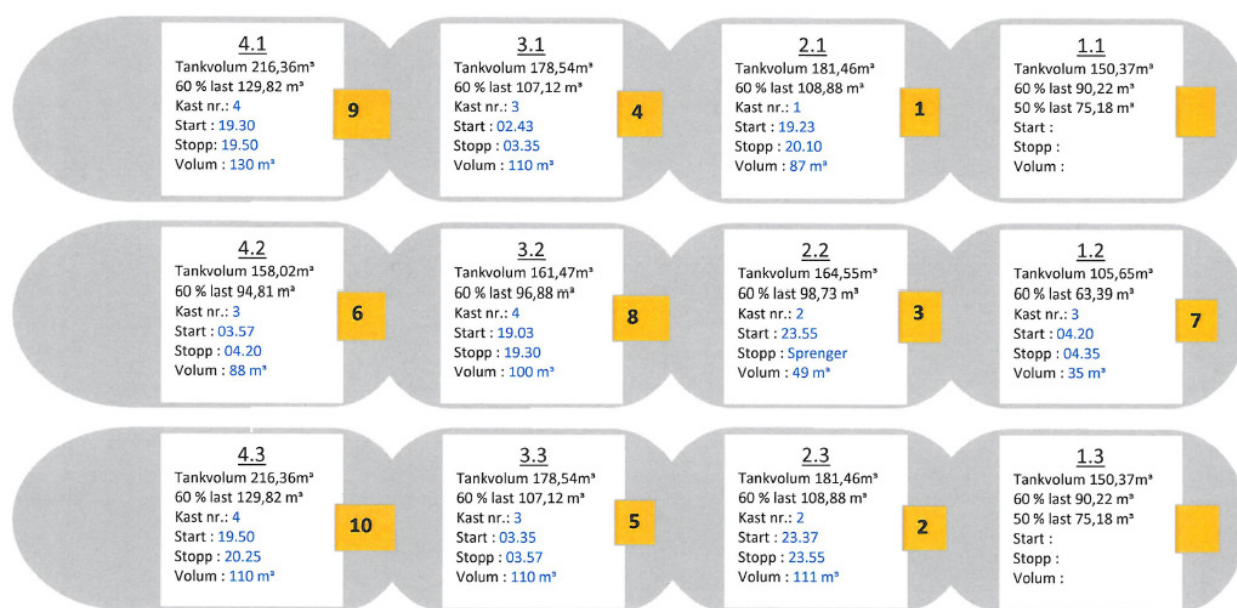 4.1
Tankvolum 216,36m³
60 % last 129,82 m³
Kast nr.: 4
Start : 19.30
Stopp: 19.50
Volum : 130 m³
9
3.1
Tankvolum 178,54m³
60 % last 107,12 m³
Kast nr.: 3
Start : 02.43
Stopp : 03.35
Volum : 110 m³
4
2.1
Tankvolum 181,46m³
60 % last 108,88 m³
Kast nr.: 1
Start : 19.23
Stopp : 20.10
Volum : 87 m³
1
1.1
Tankvolum 150,37m³
60 % last 90,22 m³
50 % last 75,18 m³
Start :
Stopp :
Volum :
4.2
Tankvolum 158,02m³
60 % last 94,81 m³
Kast nr.: 3
Start : 03.57
Stopp : 04.20
Volum : 88 m³
6
3.2
Tankvolum 161,47m³
60 % last 96,88 m³
Kast nr.: 4
Start : 19.03
Stopp : 19.30
Volum : 100 m³
8
2.2
Tankvolum 164,55m³
60 % last 98,73 m³
Kast nr.: 2
Start : 23.55
Stopp : Sprenger
Volum : 49 m³
3
1.2
Tankvolum 105,65m³
60 % last 63,39 m³
Kast nr.: 3
Start : 04.20
Stopp : 04.35
Volum : 35 m³
7
4.3
Tankvolum 216,36m³
60 % last 129,82 m³
Kast nr.: 4
Start : 19.50
Stopp : 20.25
Volum : 110 m³
10
3.3
Tankvolum 178,54m³
60 % last 107,12 m³
Kast nr.: 3
Start : 03.35
Stopp : 03.57
Volum : 110 m³
5
2.3
Tankvolum 181,46m³
60 % last 108,88 m³
Kast nr.: 2
Start : 23.37
Stopp : 23.55
Volum : 111 m³
2
1.3
Tankvolum 150,37m³
60 % last 90,22 m³
50 % last 75,18 m³
Start :
Stopp :
Volum :